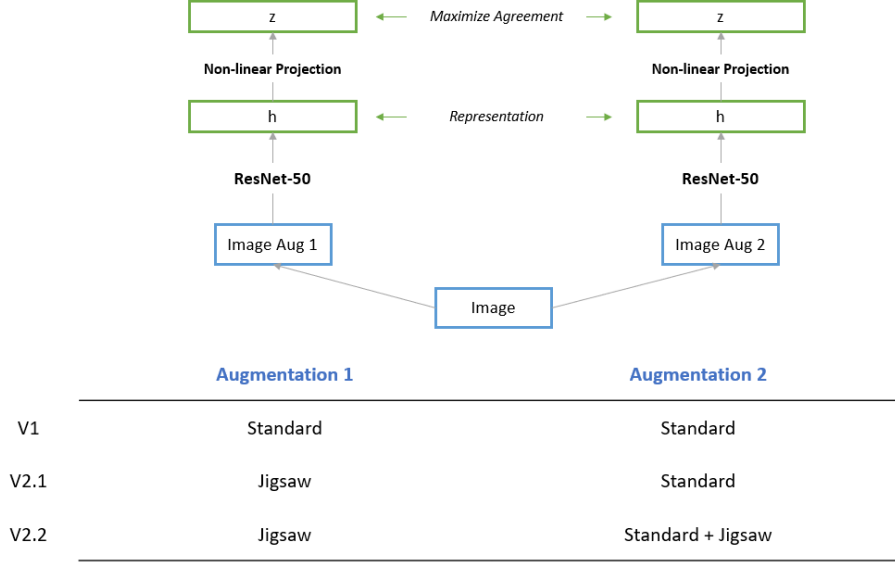 z Maximize Agreement z
Non-linear Projection Non-linear Projection
h Representation h
ResNet-50 ResNet-50
Image Aug 1 Image Aug 2
Image
Augmentation 1 Augmentation 2
V1 Standard Standard
V2.1 Jigsaw Standard
V2.2 Jigsaw Standard + Jigsaw